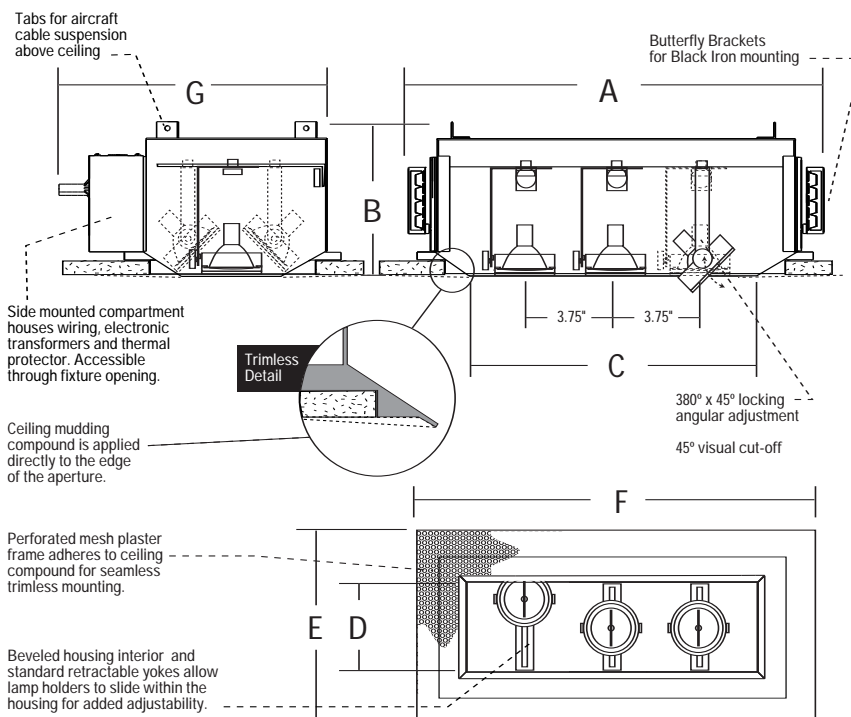 Tabs for aircraft
cable suspension
above ceiling
Butterfly Brackets
for Black Iron mounting
G
A
B
Side mounted compartment
houses wiring, electronic
transformers and thermal
protector. Accessible
through fixture opening.
3.75"
3.75"
C
Trimless
Detail
380º x 45º locking
angular adjustment
45º visual cut-off
Ceiling mudding
compound is applied
directly to the edge
of the aperture.
F
Perforated mesh plaster
frame adheres to ceiling
compound for seamless
trimless mounting.
E
D
Beveled housing interior and
standard retractable yokes allow
lamp holders to slide within the
housing for added adjustability.